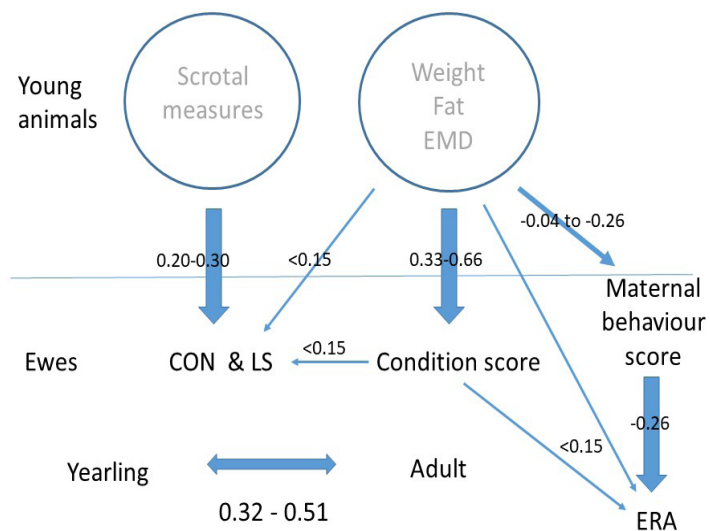 Young
animals
Scrotal
measures
Weight
Fat
EMD
-0.04 to -0.26
0.20-0.30
<0.15
0.33-0.66
Maternal
behaviour
score
Ewes
CON & LS
<0.15
Condition score
-0.26
<0.15
Yearling
Adult
0.32 - 0.51
ERA